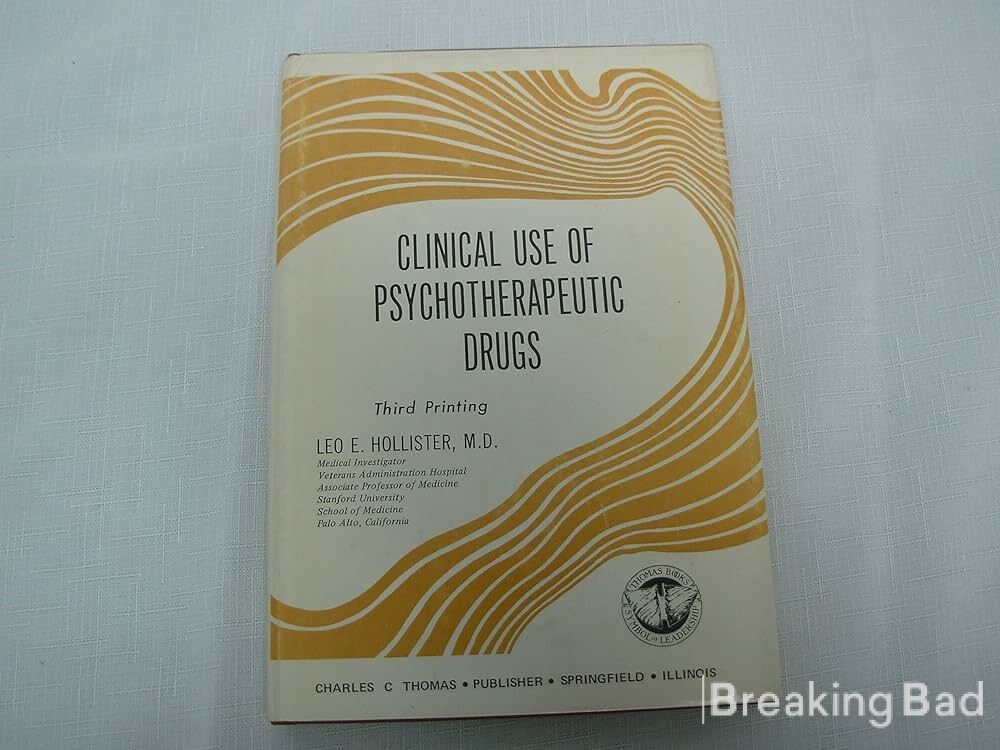 CLINICAL USE OF
PSYCHOTHERAPEUTIC
DRUGS
Third Printing
LEO E. HOLLISTER, M.D.
Medical Investigator
Veterans Administration Hospital
Associate Professor of Medicine
Stanford University
School of Medicine
Palo Alto, California
THOMAS BOOKS
SYMBOL OF LEADERSHIP
CHARLES C THOMAS • PUBLISHER • SPRINGFIELD • ILLINOIS
Breaking Bad